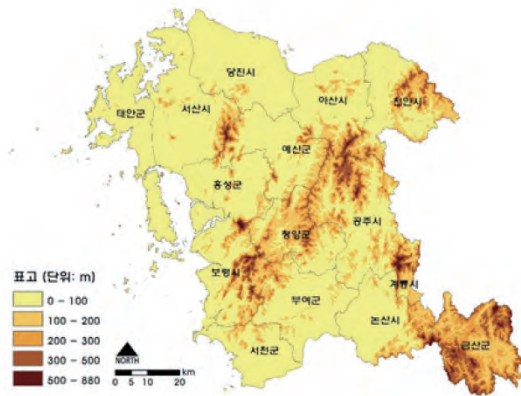 당진시
태안군
서산시
아산시
천안시
예산군
홍성군
공주시
청양군
보령시
계룡시
부여군
논산시
서천군
금산군
표고 (단위: m)
0 - 100
100 - 200
200 - 300
300 - 500
500 - 880
NORTH
0 5 10 20
km